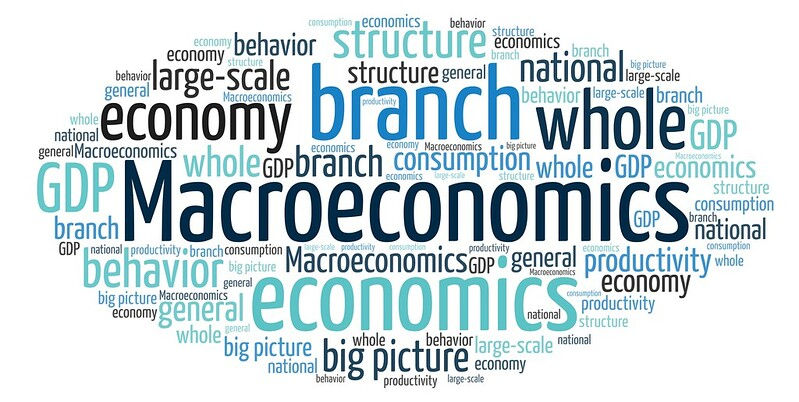 consumption economics behavior
economy behavior structure structure economics
structure branch branch
behavior large-scale structure general national big picture large-scale
general Macroeconomics branch productivity behavior large-scale branch
whole economy whole big picture GDP
national economics economy Macroeconomics big picture
general Macroeconomics whole GDP branch consumption whole GDP Macroeconomics economics
GDP Macroeconomics economics large-scale structure structure
consumption
branch GDP branch national
GDP national productivity branch consumption large-scale productivity consumption productivity economics consumption
behavior big picture Macroeconomics GDP general productivity whole
general Macroeconomics economy
big picture Macroeconomics general economics consumption productivity
economy national structure
whole general
big picture whole behavior large-scale national
national big picture economy
behavior productivity large-scale